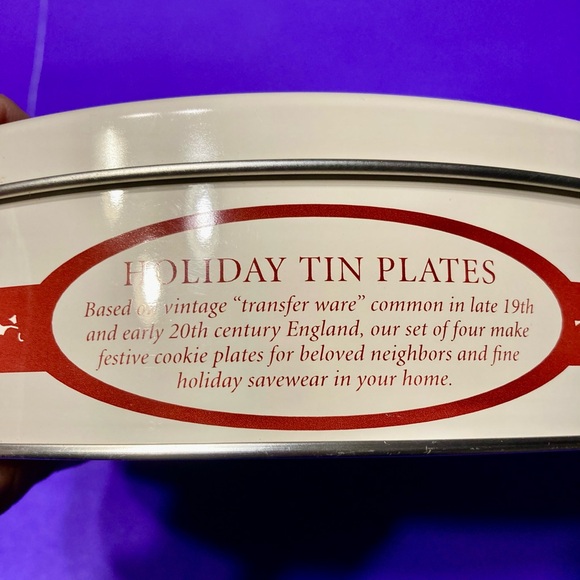 HOLIDAY TIN PLATES
Based on vintage “transfer ware” common in late 19th
and early 20th century England, our set of four make
festive cookie plates for beloved neighbors and fine
holiday savewear in your home.